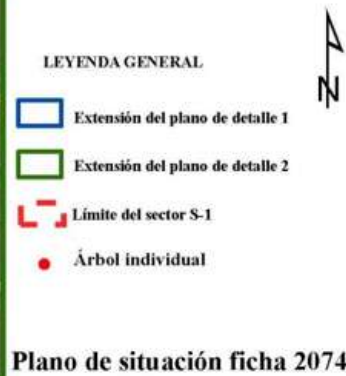 N
LEYENDA GENERAL
Extensión del plano de detalle 1
Extensión del plano de detalle 2
Límite del sector S-1
Árbol individual
Plano de situación ficha 2074